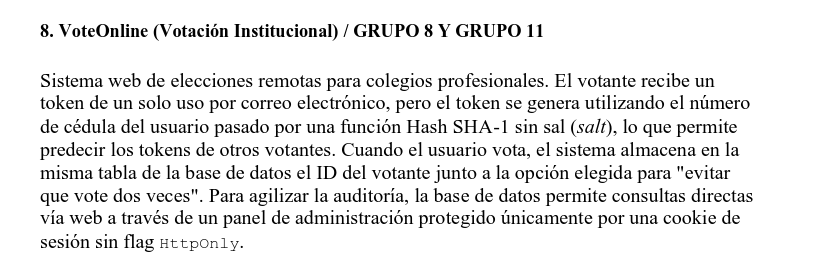 8. VoteOnline (Votación Institucional) / GRUPO 8 Y GRUPO 11
Sistema web de elecciones remotas para colegios profesionales. El votante recibe un
token de un solo uso por correo electrónico, pero el token se genera utilizando el número
de cédula del usuario pasado por una función Hash SHA-1 sin sal (salt), lo que permite
predecir los tokens de otros votantes. Cuando el usuario vota, el sistema almacena en la
misma tabla de la base de datos el ID del votante junto a la opción elegida para "evitar
que vote dos veces". Para agilizar la auditoría, la base de datos permite consultas directas
vía web a través de un panel de administración protegido únicamente por una cookie de
sesión sin flag HttpOnly.